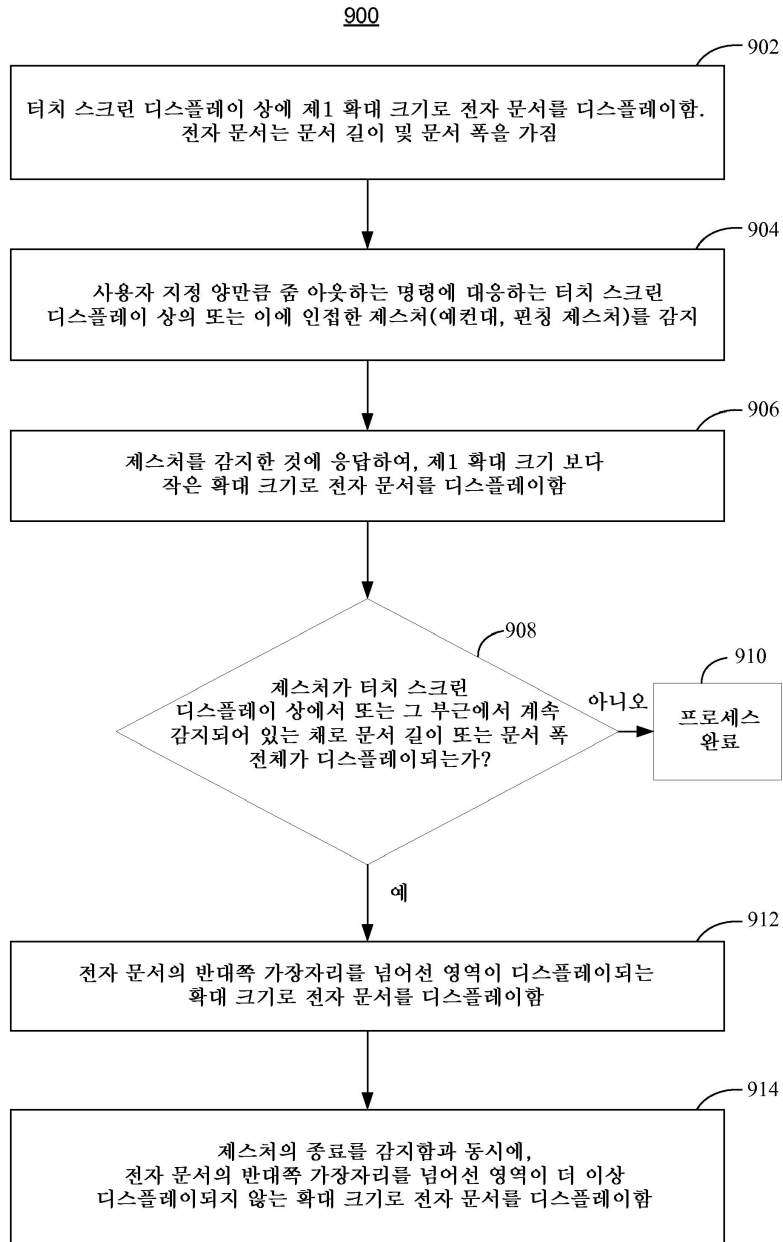 900
902
터치 스크린 디스플레이 상에 제1 확대 크기로 전자 문서를 디스플레이함.
전자 문서는 문서 길이 및 문서 폭을 가짐
904
사용자 지정 양만큼 줌 아웃하는 명령에 대응하는 터치 스크린
디스플레이 상의 또는 이에 인접한 제스처(예컨대, 핀칭 제스처)를 감지
906
제스처를 감지한 것에 응답하여, 제1 확대 크기 보다
작은 확대 크기로 전자 문서를 디스플레이함
908
제스처가 터치 스크린
디스플레이 상에서 또는 그 부근에서 계속
감지되어 있는 채로 문서 길이 또는 문서 폭
전체가 디스플레이되는가?
아니오
910
프로세스
완료
예
912
전자 문서의 반대쪽 가장자리를 넘어선 영역이 디스플레이되는
확대 크기로 전자 문서를 디스플레이함
914
제스처의 종료를 감지함과 동시에,
전자 문서의 반대쪽 가장자리를 넘어선 영역이 더 이상
디스플레이되지 않는 확대 크기로 전자 문서를 디스플레이함